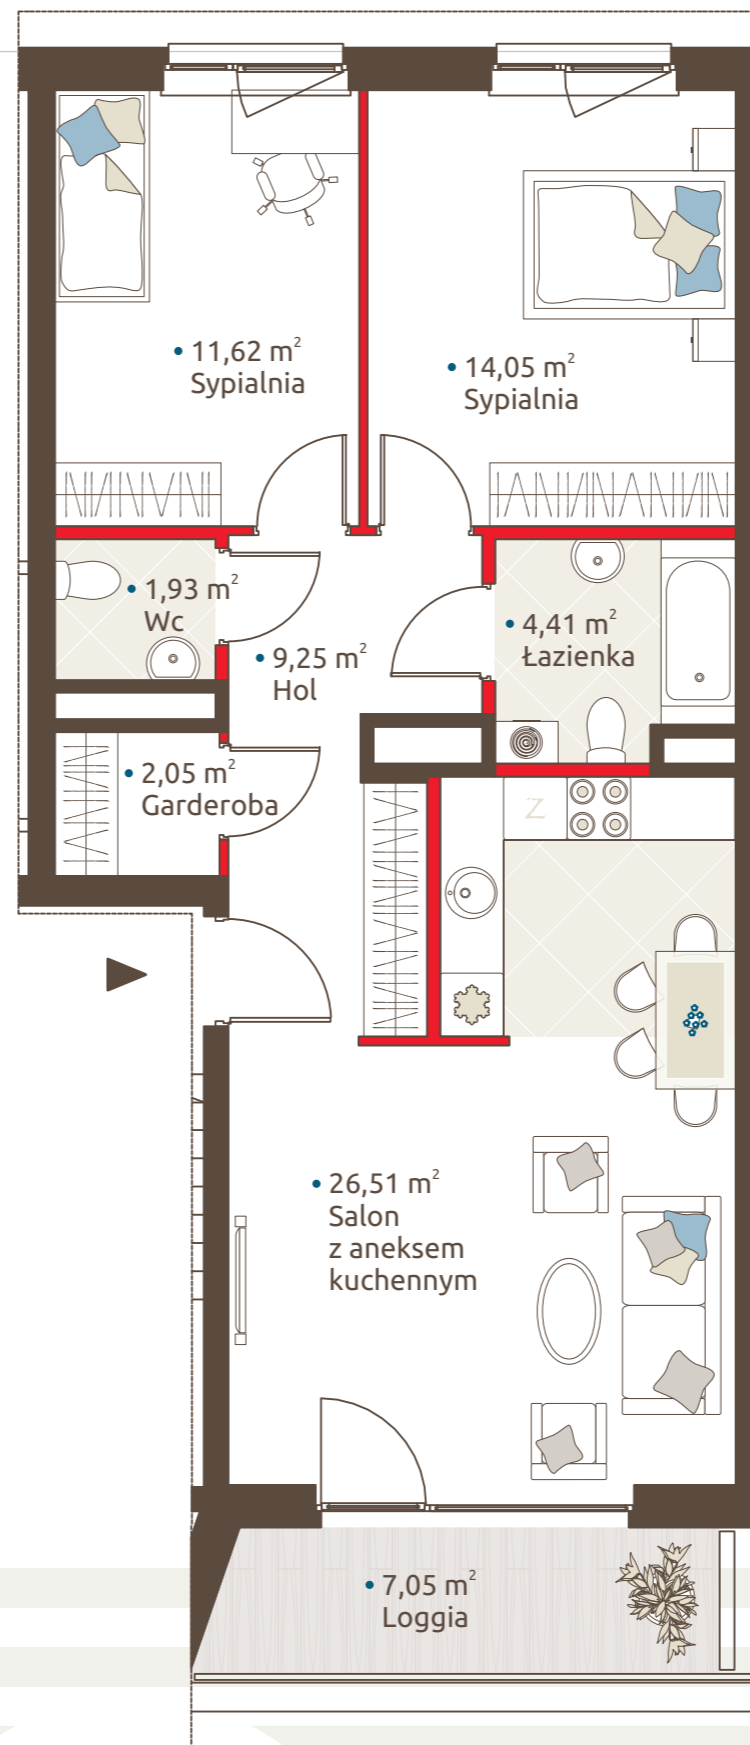 • 11,62 m²
Sypialnia
• 14,05 m²
Sypialnia
• 1,93 m²
Wc
• 4,41 m²
Łazienka
• 9,25 m²
Hol
• 2,05 m²
Garderoba
Z
• 26,51 m²
Salon
z aneksem
kuchennym
• 7,05 m²
Loggia